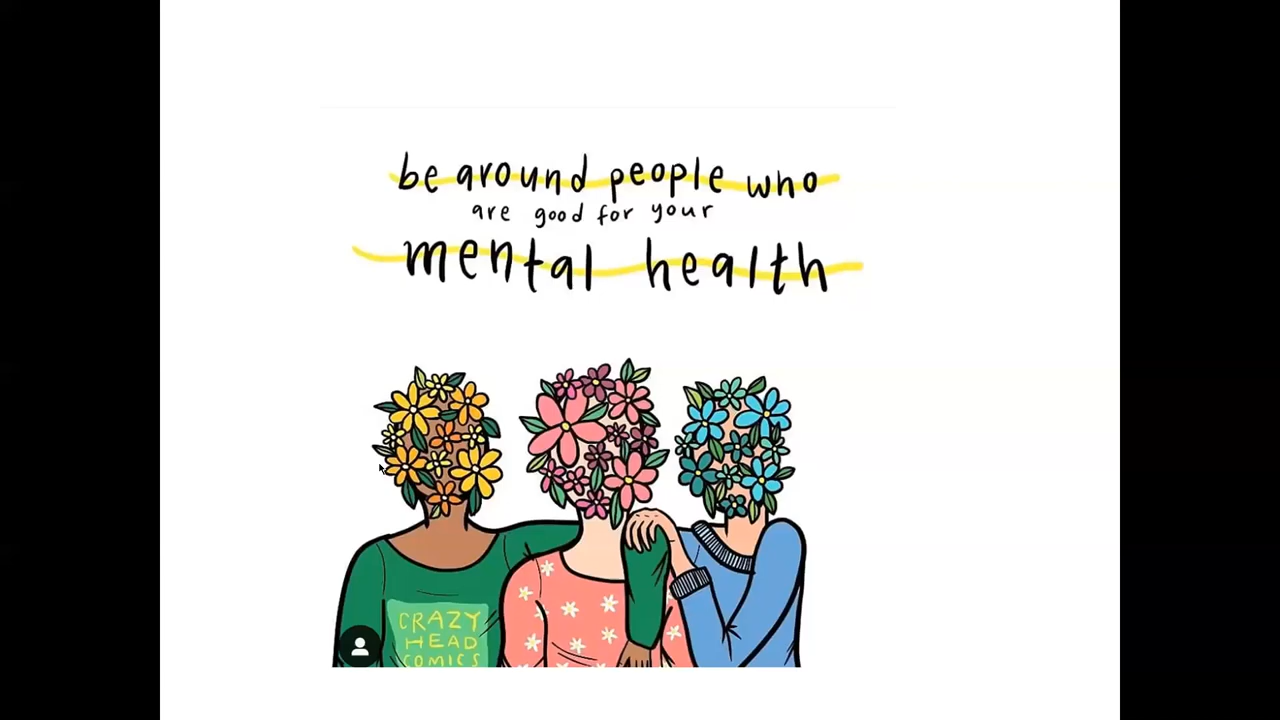 be around people who
are good for your
mental health
CRAZY
HEAD
COMICS